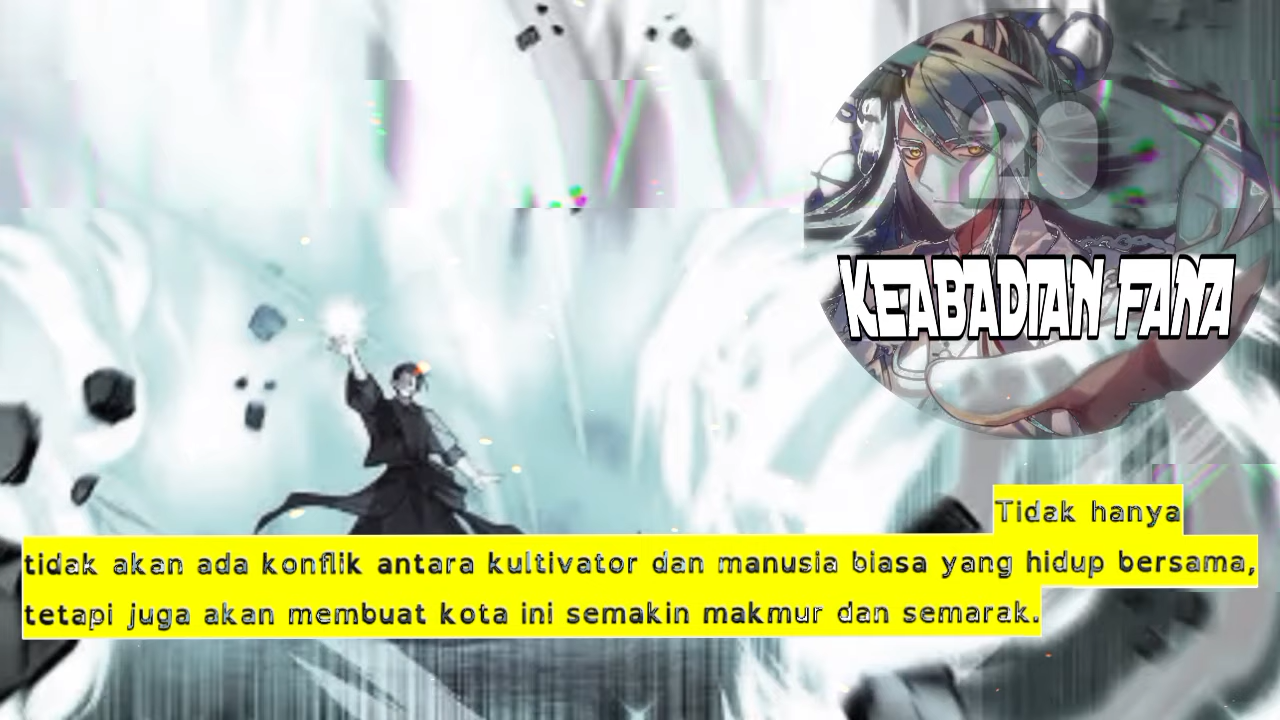 20
KEABADIAN FANA
Tidak hanya
tidak akan ada konflik antara kultivator dan manusia biasa yang hidup bersama,
tetapi juga akan membuat kota ini semakin makmur dan semarak.